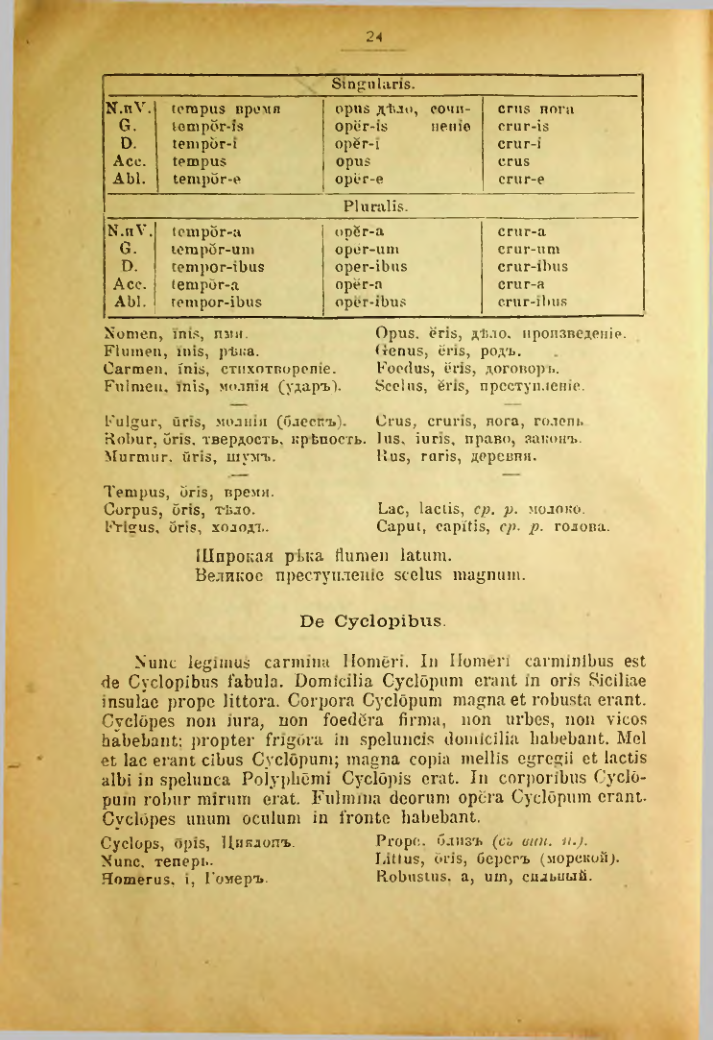 24
Singularis.
N.иV. tempus время opus дѣло, сочи- crus нога
G. tempŏr-is opĕr-is неніе crur-is
D. tempŏr-i opĕr-i crur-i
Acc. tempus opus crus
Abl. tempŏr-e opĕr-e crur-e
Pluralis.
N.иV. tempŏr-a opĕr-a crur-a
G. tempŏr-um oper-um crur-um
D. tempor-ibus oper-ibus crur-ibus
Acc. tempŏr-a opĕr-a crur-a
Abl. tempor-ibus oper-ibus crur-ibus
Nomen, ĭnis, имя.
Flumen, ĭnis, рѣка.
Carmen, ĭnis, стихотвореніе.
Fulmen, ĭnis, молнія (ударъ).
Fulgur, ŭris, молнія (блескъ).
Robur, ŏris, твердость, крѣпость.
Murmur, ŭris, шумъ.
Tempus, ŏris, время.
Corpus, ŏris, тѣло.
Frigus, ŏris, холодъ.
Opus, ĕris, дѣло, произведеніе.
Genus, ĕris, родъ.
Foedus, ĕris, договоръ.
Scelus, ĕris, преступленіе.
Crus, cruris, нога, голень.
Ius, iuris, право, законъ.
Rus, ruris, деревня.
Lac, lactis, ср. р. молоко.
Caput, capĭtis, ср. р. голова.
Широкая рѣка flumen latum.
Великое преступленіе scelus magnum.
De Cyclopibus.
Nunc legimus carmina Homēri. In Homēri carminĭbus est
de Cyclopibus fabula. Domicilia Cyclōpum erant in oris Siciliae
insulae prope littora. Corpora Cyclōpum magna et robusta erant.
Cyclōpes non iura, non foedĕra firma, non urbes, non vicos
habebant; propter frigŏra in speluncis domicilia habebant. Mel
et lac erant cibus Cyclōpum; magna copia mellis egregii et lactis
albi in spelunca Polyphēmi Cyclōpis erat. In corporibus Cyclō-
pum robur mirum erat. Fulmina deorum opĕra Cyclōpum erant.
Cyclōpes unum oculum in fronte habebant.
Cyclops, ōpis, Циклопъ.
Nunc, теперь.
Homerus, i, Гомеръ.
Prope, близъ (съ вин. п.).
Littus, ŏris, берегъ (морской).
Robustus, a, um, сильный.